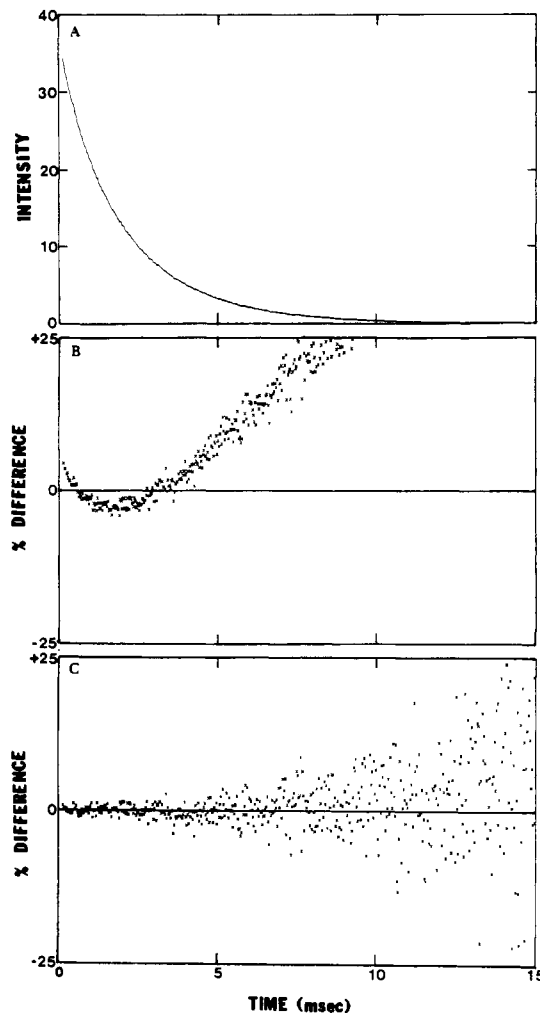 40
A
30
20
10
0
INTENSITY
+25
B
0
-25
% DIFFERENCE
+25
C
0
-25
% DIFFERENCE
0 5 10 15
TIME (msec)